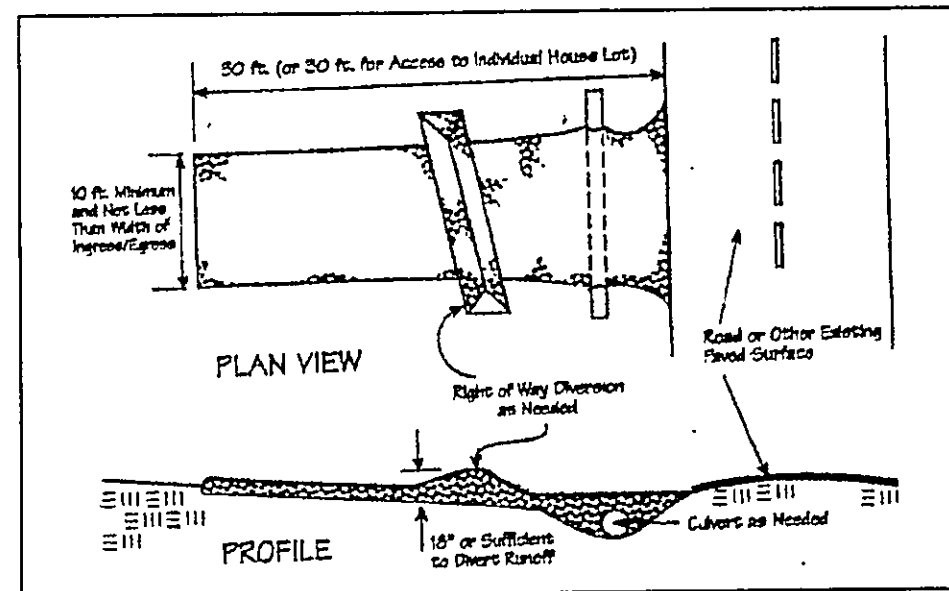 50 ft. (or 30 ft. for Access to Individual House Lot)
10 ft. Minimum
and Not Less
Than Width of
Ingress/Egress
PLAN VIEW
Road or Other Existing
Paved Surface
Right of Way Diversion
as Needed
Culvert as Needed
18" or Sufficient
to Divert Runoff
PROFILE